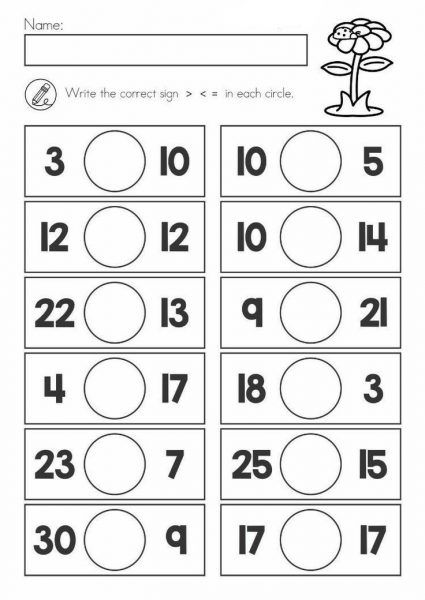 Name:
Write the correct sign > < = in each circle.
3 10 10 5
12 12 10 14
22 13 9 21
4 17 18 3
23 7 25 15
30 9 17 17